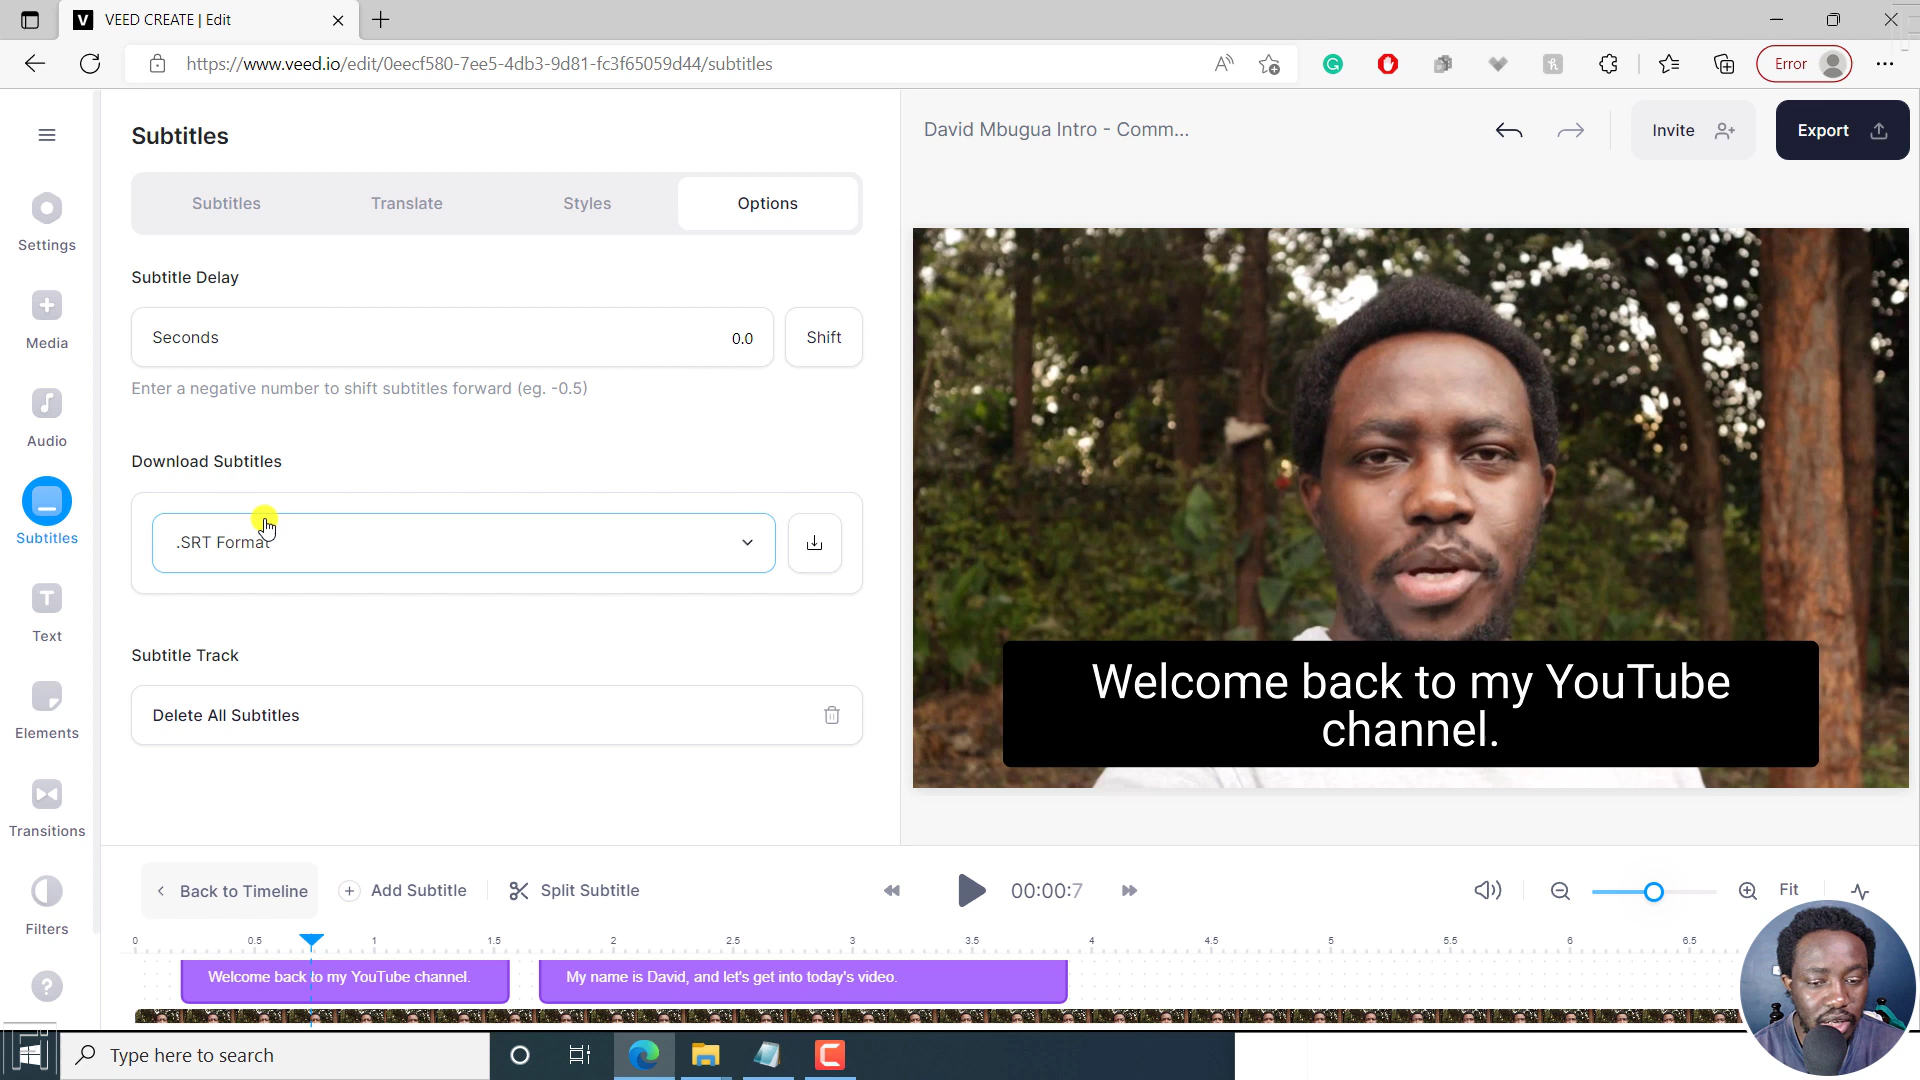 VEED CREATE | Edit
https://www.veed.io/edit/0eecf580-7ee5-4db3-9d81-fc3f65059d44/subtitles
Error
Settings
Media
Audio
Subtitles
Text
Elements
Transitions
Filters
Subtitles
Subtitles Translate Styles Options
Subtitle Delay
Seconds 0.0 Shift
Enter a negative number to shift subtitles forward (eg. -0.5)
Download Subtitles
.SRT Format
Subtitle Track
Delete All Subtitles
David Mbugua Intro - Comm...
Invite
Export
Welcome back to my YouTube
channel.
Back to Timeline Add Subtitle Split Subtitle 00:00:7 Fit
0 0.5 1 1.5 2 2.5 3 3.5 4 4.5 5 5.5 6 6.5
Welcome back to my YouTube channel. My name is David, and let's get into today's video.
Type here to search